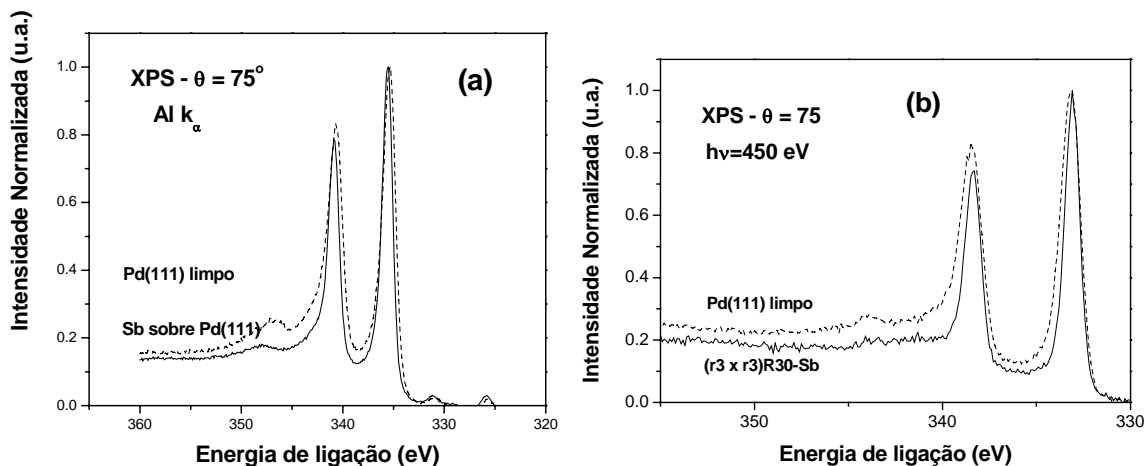 XPS - θ = 75°
Al kα
(a)
Pd(111) limpo
Sb sobre Pd(111)
Intensidade Normalizada (u.a.)
1.0
0.8
0.6
0.4
0.2
0.0
360
350
340
330
320
Energia de ligação (eV)
XPS - θ = 75
hν=450 eV
(b)
Pd(111) limpo
(r3 x r3)R30-Sb
Intensidade Normalizada (u.a.)
1.0
0.8
0.6
0.4
0.2
0.0
350
340
330
Energia de ligação (eV)